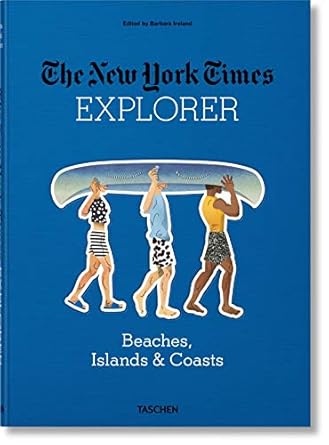 Edited by Barbara Ireland
The New York Times
EXPLORER
Beaches,
Islands & Coasts
TASCHEN